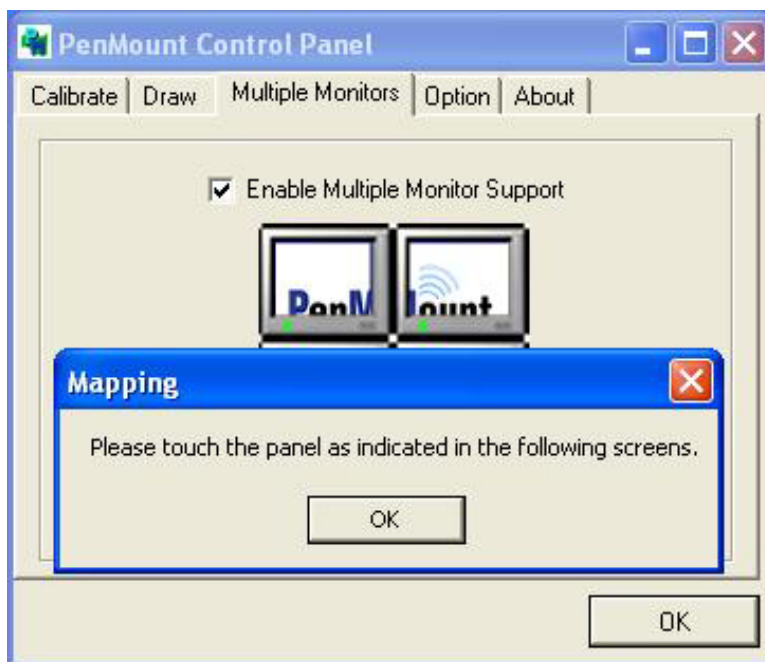 PenMount Control Panel
Calibrate Draw Multiple Monitors Option About
Enable Multiple Monitor Support
PenMount
Mapping
Please touch the panel as indicated in the following screens.
OK
OK